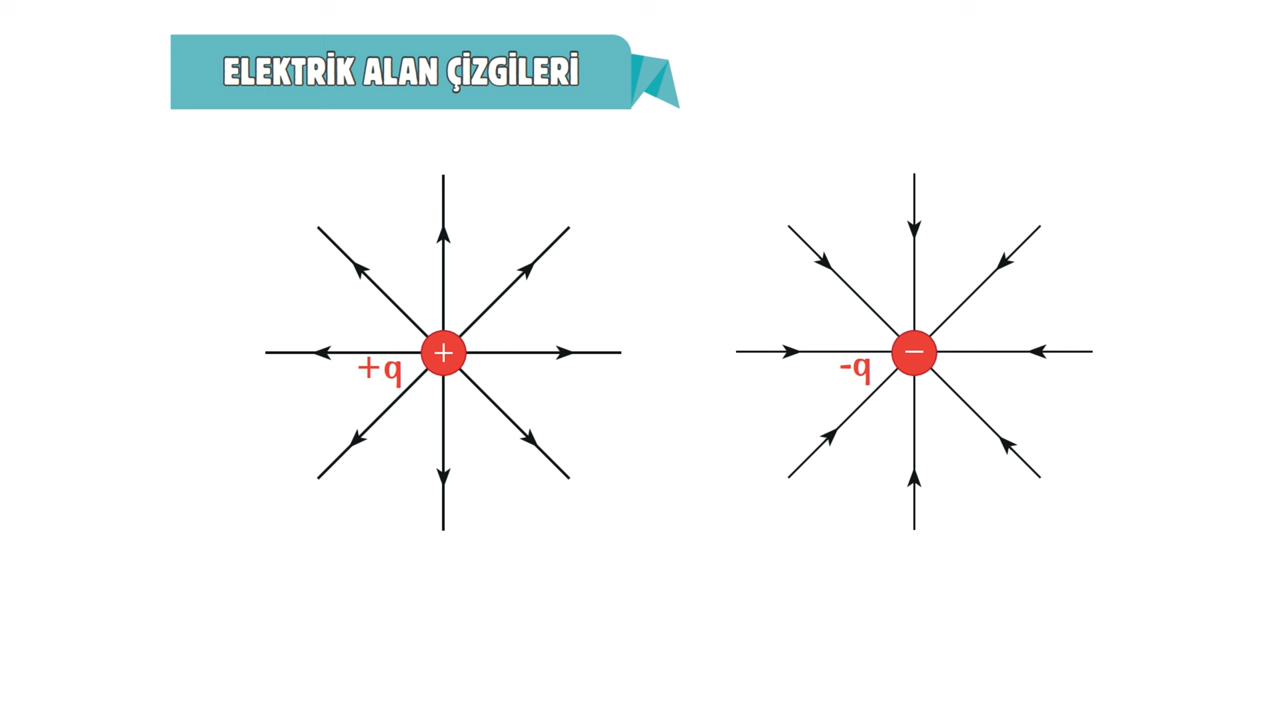 ELEKTRİK ALAN ÇİZGİLERİ
+
+q
−
-q